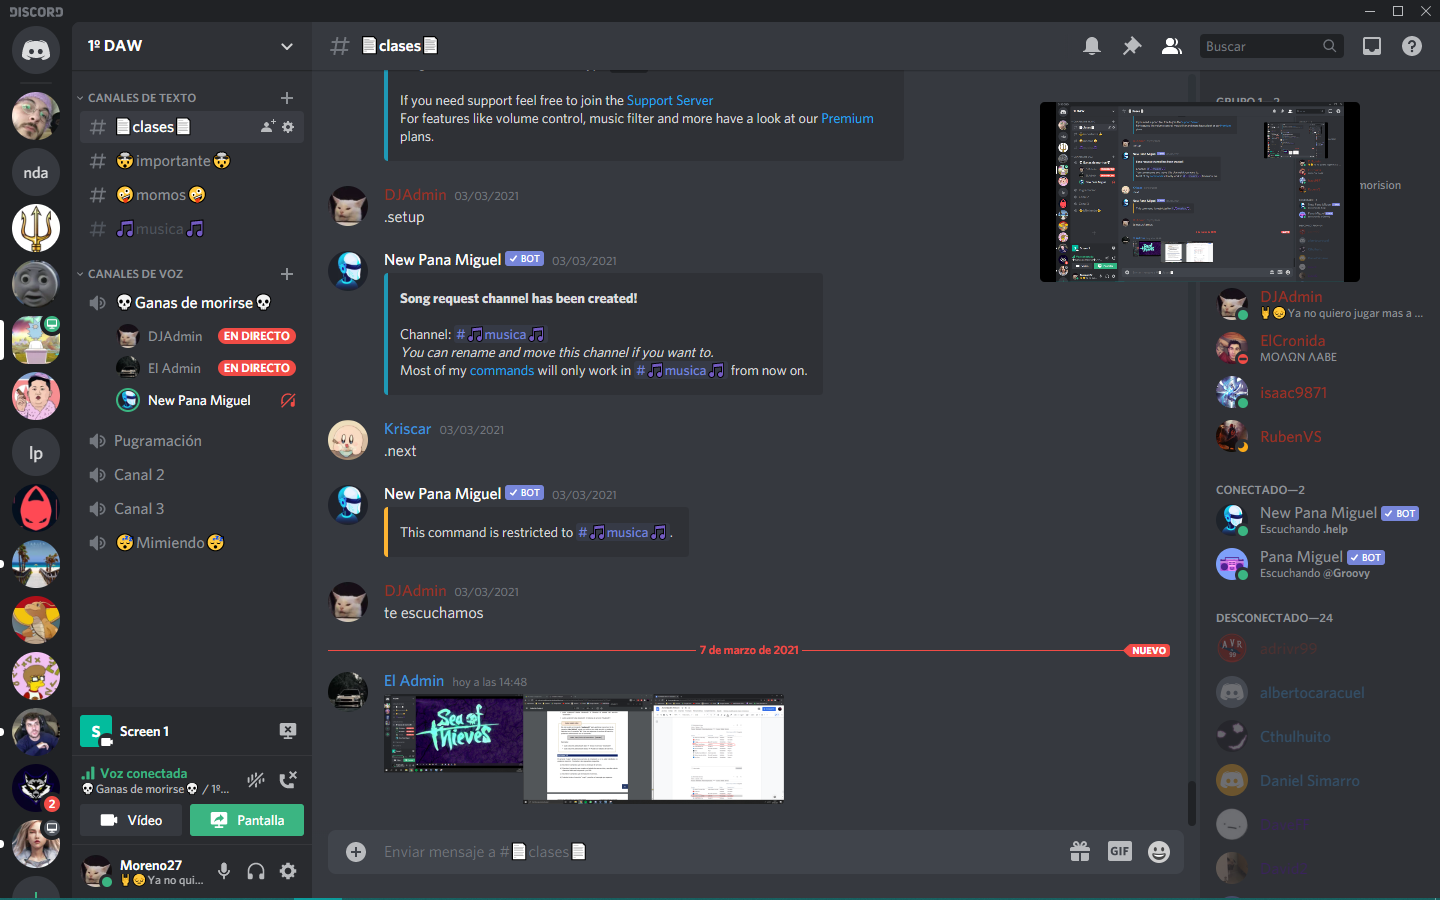 DISCORD
1º DAW
CANALES DE TEXTO
clases
importante
momos
musica
CANALES DE VOZ
Ganas de morirse
DJAdmin EN DIRECTO
El Admin EN DIRECTO
New Pana Miguel
Pugramación
Canal 2
Canal 3
Mimiendo
nda
lp
2
S Screen 1
Voz conectada
Ganas de morirse / 1º...
Vídeo
Pantalla
Moreno27
Ya no qui...
# clases
Buscar
If you need support feel free to join the Support Server
For features like volume control, music filter and more have a look at our Premium
plans.
DJAdmin 03/03/2021
.setup
New Pana Miguel BOT 03/03/2021
Song request channel has been created!
Channel: # musica
You can rename and move this channel if you want to.
Most of my commands will only work in # musica from now on.
Kriscar 03/03/2021
.next
New Pana Miguel BOT 03/03/2021
This command is restricted to # musica .
DJAdmin 03/03/2021
te escuchamos
7 de marzo de 2021
NUEVO
El Admin hoy a las 14:48
Sea of
Thieves
Enviar mensaje a # clases
GIF
GRUPO 1—2
morision
DJAdmin
Ya no quiero jugar mas a ...
ElCronida
ΜΟΛΩΝ ΛΑΒΕ
isaac9871
RubenVS
CONECTADO—2
New Pana Miguel BOT
Escuchando .help
Pana Miguel BOT
Escuchando @Groovy
DESCONECTADO—24
adrivr99
albertocaracuel
Cthulhuito
Daniel Simarro